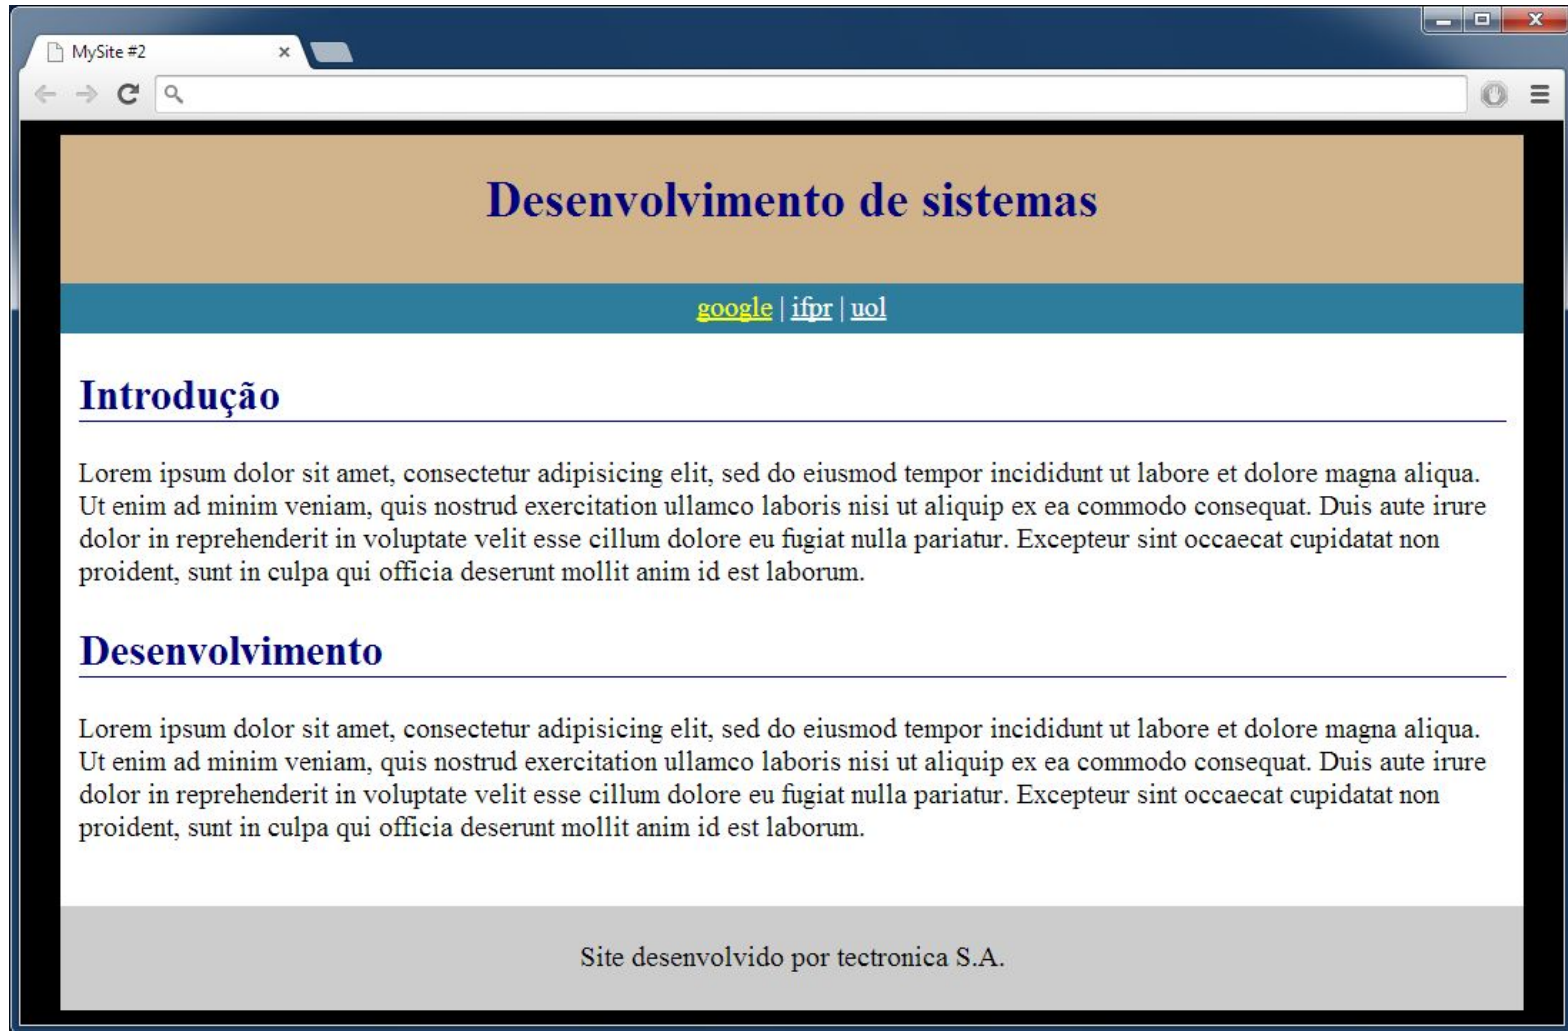 MySite #2
Desenvolvimento de sistemas
google | ifpr | uol
Introdução
Lorem ipsum dolor sit amet, consectetur adipisicing elit, sed do eiusmod tempor incididunt ut labore et dolore magna aliqua.
Ut enim ad minim veniam, quis nostrud exercitation ullamco laboris nisi ut aliquip ex ea commodo consequat. Duis aute irure
dolor in reprehenderit in voluptate velit esse cillum dolore eu fugiat nulla pariatur. Excepteur sint occaecat cupidatat non
proident, sunt in culpa qui officia deserunt mollit anim id est laborum.
Desenvolvimento
Lorem ipsum dolor sit amet, consectetur adipisicing elit, sed do eiusmod tempor incididunt ut labore et dolore magna aliqua.
Ut enim ad minim veniam, quis nostrud exercitation ullamco laboris nisi ut aliquip ex ea commodo consequat. Duis aute irure
dolor in reprehenderit in voluptate velit esse cillum dolore eu fugiat nulla pariatur. Excepteur sint occaecat cupidatat non
proident, sunt in culpa qui officia deserunt mollit anim id est laborum.
Site desenvolvido por tectronica S.A.